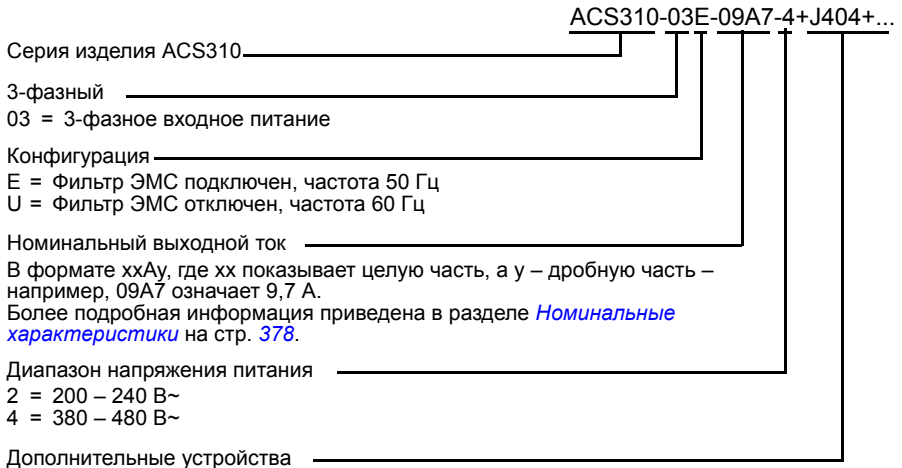 ACS310-03E-09A7-4+J404+...
Серия изделия ACS310
3-фазный
03 = 3-фазное входное питание
Конфигурация
E = Фильтр ЭМС подключен, частота 50 Гц
U = Фильтр ЭМС отключен, частота 60 Гц
Номинальный выходной ток
В формате xxAy, где xx показывает целую часть, а y – дробную часть –
например, 09A7 означает 9,7 А.
Более подробная информация приведена в разделе Номинальные
характеристики на стр. 378.
Диапазон напряжения питания
2 = 200 – 240 В~
4 = 380 – 480 В~
Дополнительные устройства